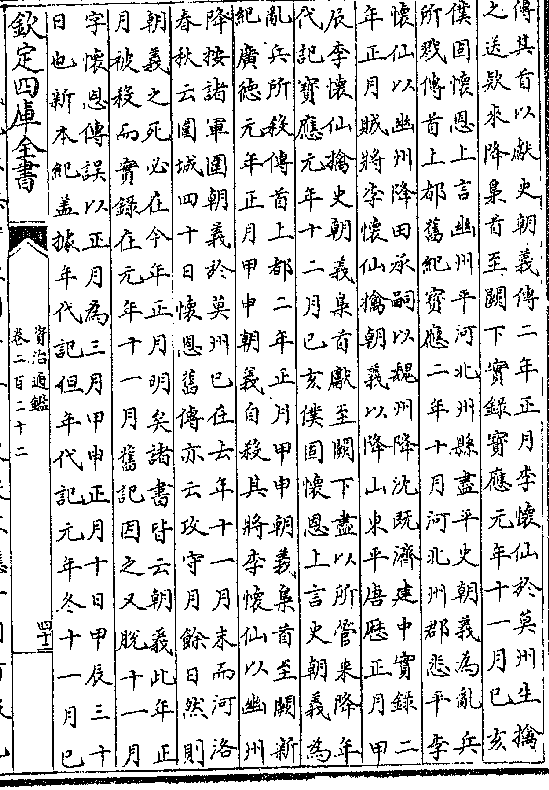 傳其首以獻史朝義傳二年正月李懷仙於莫州生擒
之送欵來降梟首至闕下實錄寳應元年十一月己亥
僕固懷恩上言幽州平河北州縣盡平史朝義為亂兵
所戮傳首上都舊紀寳應二年十月河北州郡悉平李
懷仙以幽州降田承嗣以魏州降沈既濟建中實錄二
年正月賊將李懷仙擒朝義以降山東平唐厯正月甲
辰李懷仙擒史朝義梟首獻至闕下盡以所管來降年
代記寳應元年十二月己亥僕固懷恩上言史朝義為
亂兵所殺傳首上都二年正月甲申朝義梟首至闕新
紀廣徳元年正月甲申朝義自殺其將李懷仙以幽州
降按諸軍圍朝義於莫州已在去年十一月末而河洛
春秋云圍城四十日懷恩舊傳亦云攻守月餘日然則
朝義之死必在今年正月明矣諸書皆云朝義此年正
月被殺而實錄在元年十一月舊記因之又脱十一月
字懷恩傳誤以正月為三月甲申正月十日甲辰三十
日也新本紀盖據年代記但年代記元年冬十一月已
欽定四庫全書
資治通鑑
卷二百二十二
四十二